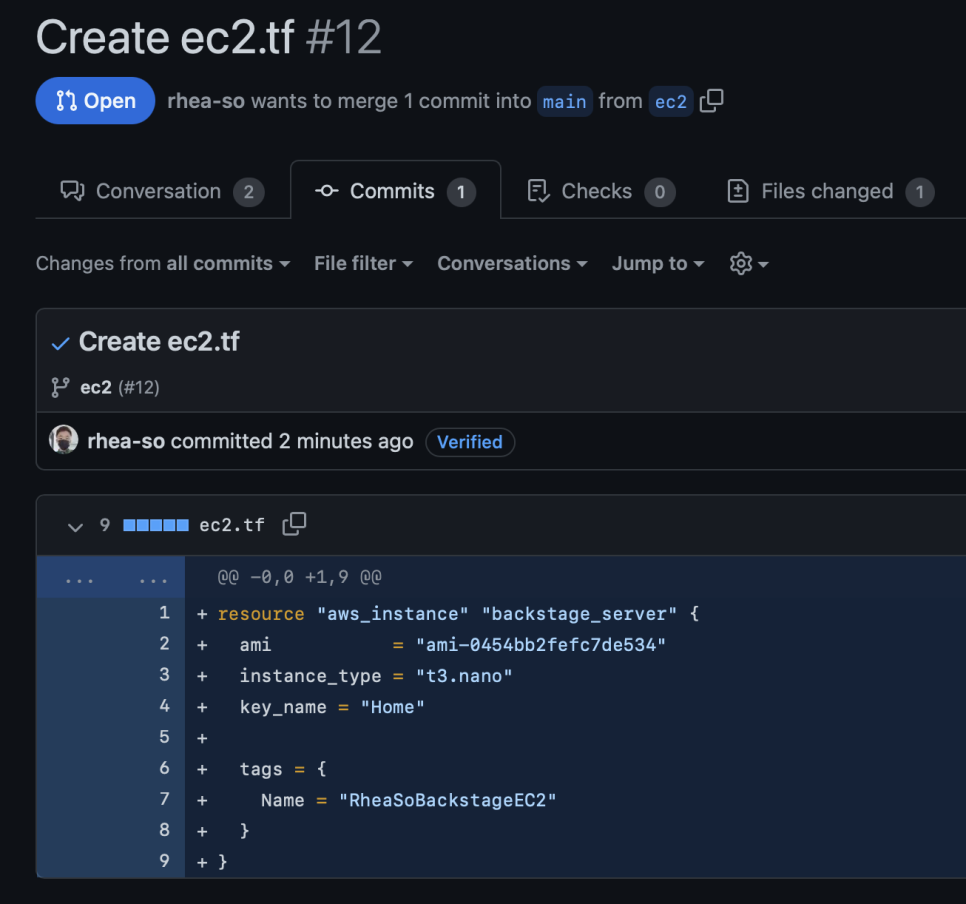 Create ec2.tf #12
Open rhea-so wants to merge 1 commit into main from ec2
Conversation 2 Commits 1 Checks 0 Files changed 1
Changes from all commits File filter Conversations Jump to
Create ec2.tf
ec2 (#12)
rhea-so committed 2 minutes ago Verified
9 ec2.tf
... ... @@ -0,0 +1,9 @@
1 + resource "aws_instance" "backstage_server" {
2 +   ami           = "ami-0454bb2fefc7de534"
3 +   instance_type = "t3.nano"
4 +   key_name = "Home"
5 +
6 +   tags = {
7 +     Name = "RheaSoBackstageEC2"
8 +   }
9 + }